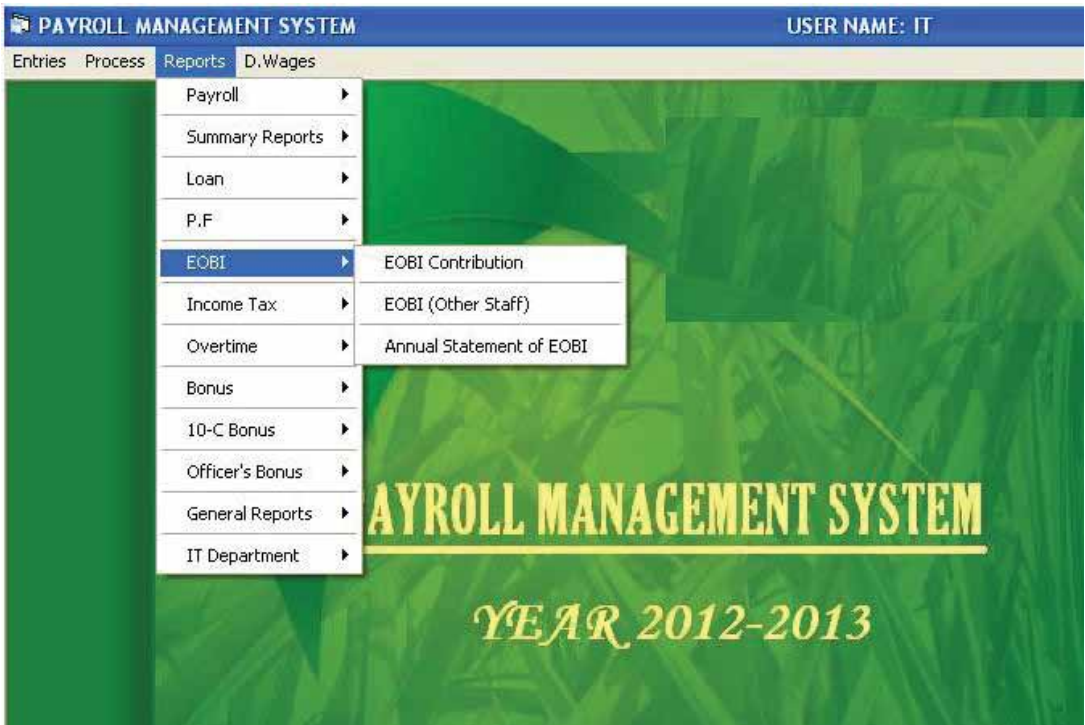 PAYROLL MANAGEMENT SYSTEM USER NAME: IT
Entries Process Reports D.Wages
Payroll
Summary Reports
Loan
P.F
EOBI
EOBI Contribution
EOBI (Other Staff)
Annual Statement of EOBI
Income Tax
Overtime
Bonus
10-C Bonus
Officer's Bonus
General Reports
IT Department
AYROLL MANAGEMENT SYSTEM
YEAR 2012-2013